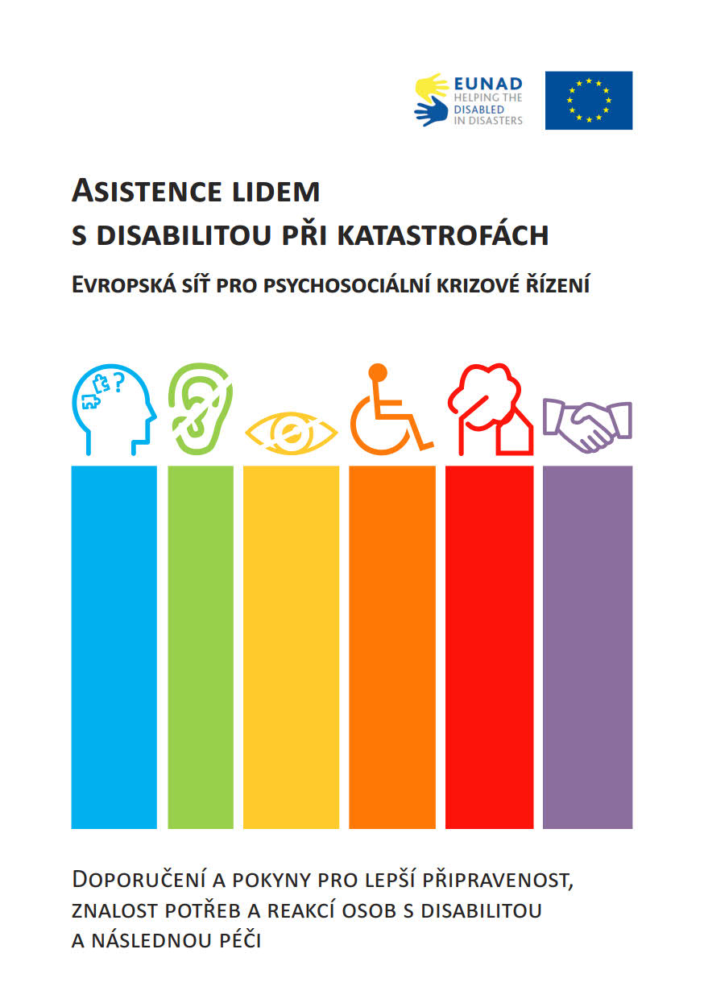 EUNAD
HELPING THE
DISABLED
IN DISASTERS
ASISTENCE LIDEM
S DISABILITOU PŘI KATASTROFÁCH
EVROPSKÁ SÍŤ PRO PSYCHOSOCIÁLNÍ KRIZOVÉ ŘÍZENÍ
?
DOPORUČENÍ A POKYNY PRO LEPŠÍ PŘIPRAVENOST,
ZNALOST POTŘEB A REAKCÍ OSOB S DISABILITOU
A NÁSLEDNOU PÉČI